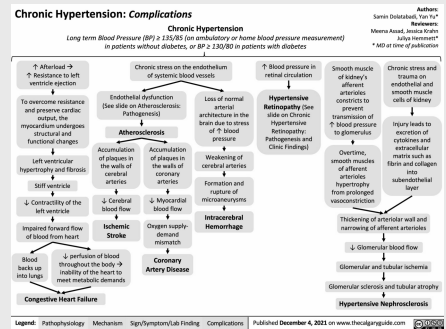 Chronic Hypertension: Complications
Authors:
Samin Dolatabadi, Yan Yu*
Reviewers:
Meena Assad, Jessica Krahn
Juliya Hemmett*
* MD at time of publication
Chronic Hypertension
Long term Blood Pressure (BP) ≥ 135/85 (on ambulatory or home blood pressure measurement)
in patients without diabetes, or BP ≥ 130/80 in patients with diabetes
↑ Afterload →
↑ Resistance to left
ventricle ejection
To overcome resistance
and preserve cardiac
output, the
myocardium undergoes
structural and
functional changes
Left ventricular
hypertrophy and fibrosis
Stiff ventricle
↓ Contractility of the
left ventricle
Impaired forward flow
of blood from heart
Blood
backs up
into lungs
↓ perfusion of blood
throughout the body →
inability of the heart to
meet metabolic demands
Congestive Heart Failure
Chronic stress on the endothelium
of systemic blood vessels
Endothelial dysfunction
(See slide on Atherosclerosis:
Pathogenesis)
Atherosclerosis
Accumulation
of plaques in
the walls of
cerebral
arteries
↓ Cerebral
blood flow
Ischemic
Stroke
Accumulation
of plaques in
the walls of
coronary
arteries
↓ Myocardial
blood flow
Oxygen supply-
demand
mismatch
Coronary
Artery Disease
Loss of normal
arterial
architecture in the
brain due to stress
of ↑ blood
pressure
Weakening of
cerebral arteries
Formation and
rupture of
microaneurysms
Intracerebral
Hemorrhage
↑ Blood pressure in
retinal circulation
Hypertensive
Retinopathy (See
slide on Chronic
Hypertensive
Retinopathy:
Pathogenesis and
Clinic Findings)
Smooth muscle
of kidney's
afferent
arterioles
constricts to
prevent
transmission of
↑ blood pressure
to glomerulus
Overtime,
smooth muscles
of afferent
arterioles
hypertrophy
from prolonged
vasoconstriction
Chronic stress and
trauma on
endothelial and
smooth muscle
cells of kidney
Injury leads to
excretion of
cytokines and
extracellular
matrix such as
fibrin and collagen
into
subendothelial
layer
Thickening of arteriolar wall and
narrowing of afferent arterioles
↓ Glomerular blood flow
Glomerular and tubular ischemia
Glomerular sclerosis and tubular atrophy
Hypertensive Nephrosclerosis
Legend: Pathophysiology Mechanism Sign/Symptom/Lab Finding Complications Published December 4, 2021 on www.thecalgaryguide.com